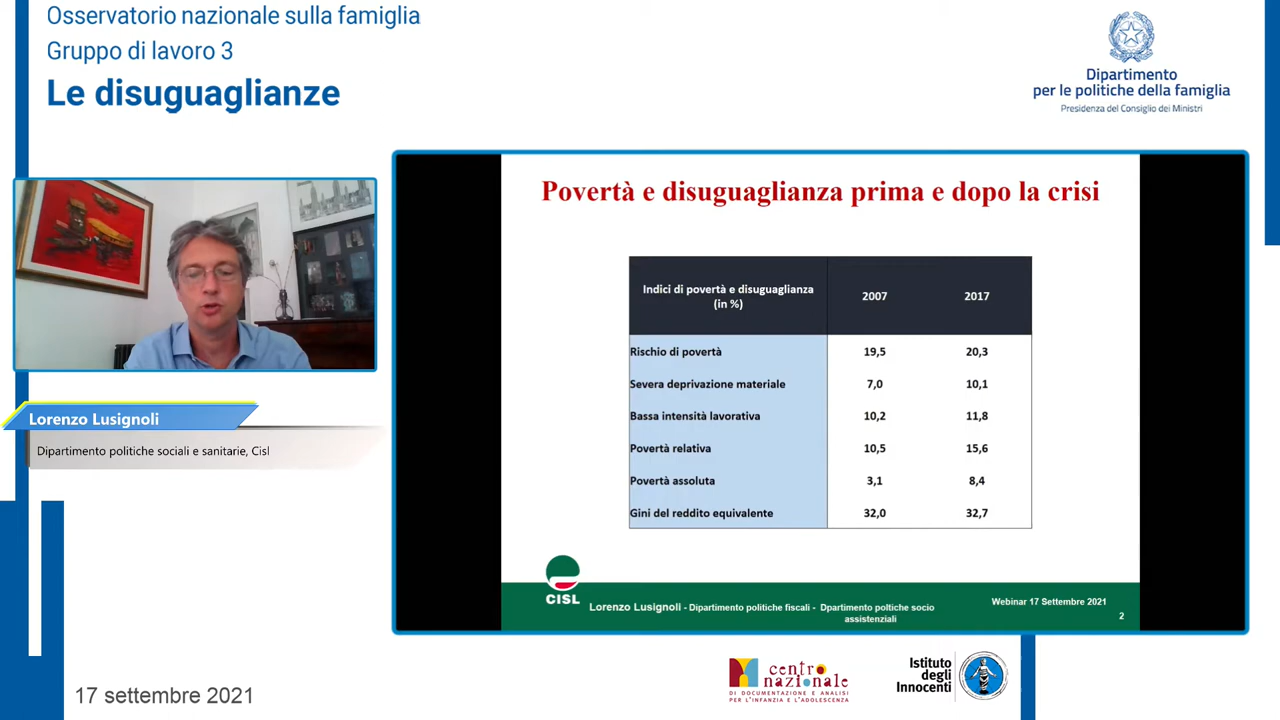 Osservatorio nazionale sulla famiglia
Gruppo di lavoro 3
Le disuguaglianze
Dipartimento
per le politiche della famiglia
Presidenza del Consiglio dei Ministri
Lorenzo Lusignoli
Dipartimento politiche sociali e sanitarie, Cisl
Povertà e disuguaglianza prima e dopo la crisi
Indici di povertà e disuguaglianza
(in %)
2007
2017
Rischio di povertà 19,5 20,3
Severa deprivazione materiale 7,0 10,1
Bassa intensità lavorativa 10,2 11,8
Povertà relativa 10,5 15,6
Povertà assoluta 3,1 8,4
Gini del reddito equivalente 32,0 32,7
CISL
Lorenzo Lusignoli - Dipartimento politiche fiscali - Dpartimento poltiche socio
assistenziali
Webinar 17 Settembre 2021
2
17 settembre 2021
centro
nazionale
DI DOCUMENTAZIONE E ANALISI
PER L'INFANZIA E L'ADOLESCENZA
Istituto
degli
Innocenti